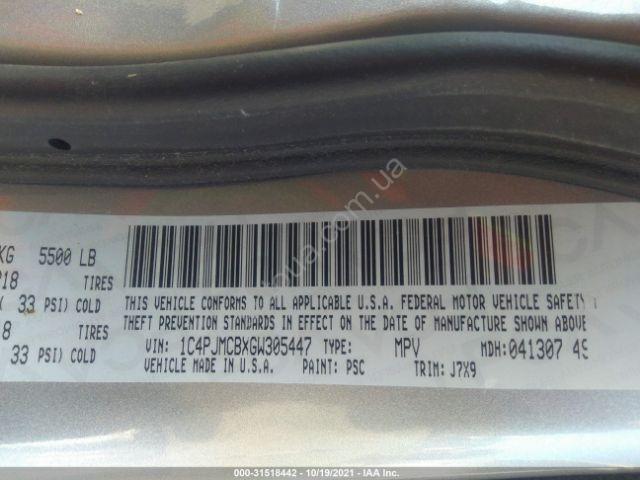 KG 5500 LB
218 TIRES
( 33 PSI) COLD
8 TIRES
33 PSI) COLD
THIS VEHICLE CONFORMS TO ALL APPLICABLE U.S.A. FEDERAL MOTOR VEHICLE SAFETY
THEFT PREVENTION STANDARDS IN EFFECT ON THE DATE OF MANUFACTURE SHOWN ABOVE
VIN: 1C4PJMCBXGW305447 TYPE: MPV MDH: 041307 49
VEHICLE MADE IN U.S.A. PAINT: PSC TRIM: J7X9
000-31518442 - 10/19/2021 - IAA Inc.